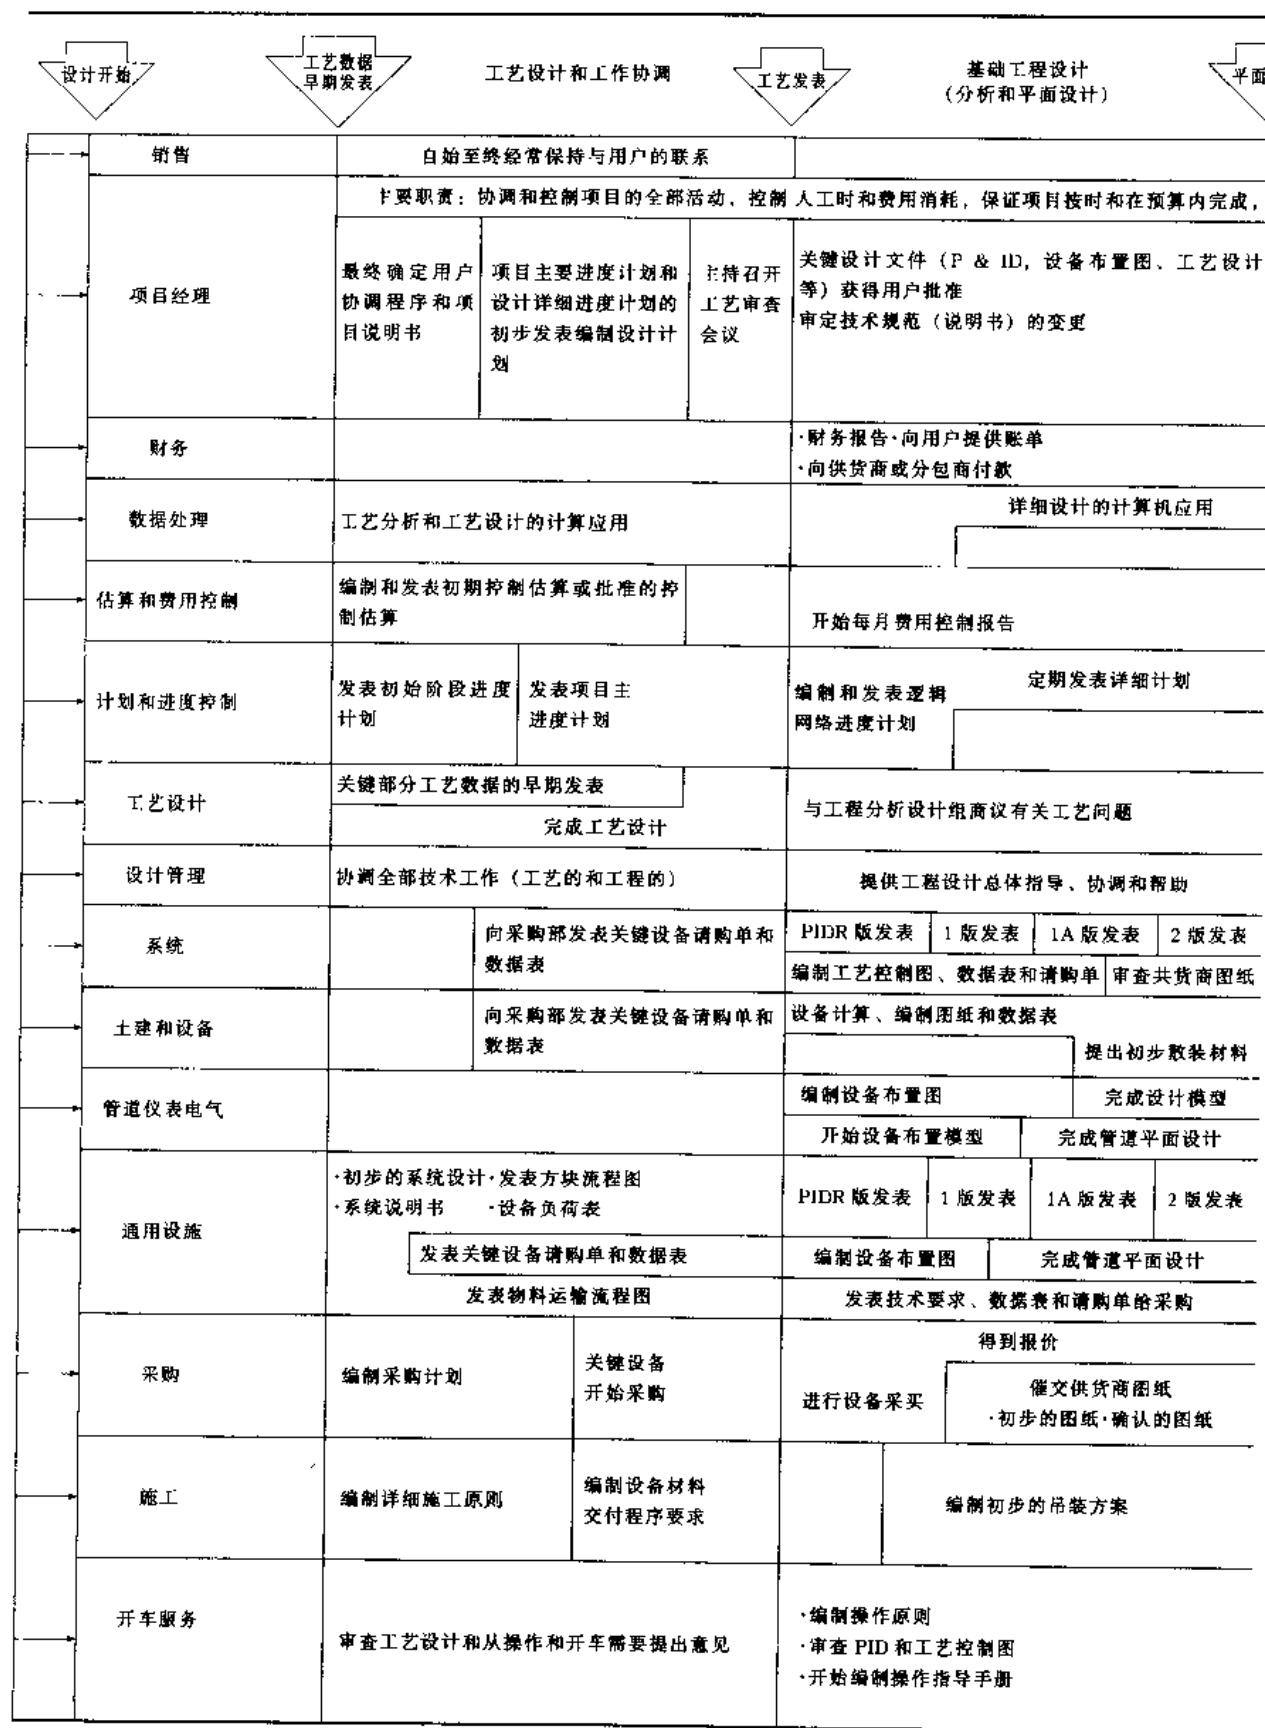 设计开始
工艺数据
早期发表
工艺设计和工作协调
工艺发表
基础工程设计
(分析和平面设计)
平面
销售
自始至终经常保持与用户的联系
主要职责：协调和控制项目的全部活动、控制人工时和费用消耗，保证项目按时和在预算内完成，
项目经理
最终确定用户
协调程序和项
目说明书
项目主要进度计划和
设计详细进度计划的
初步发表编制设计计
划
主持召开
工艺审查
会议
关键设计文件（P & ID，设备布置图、工艺设计
等）获得用户批准
审定技术规范（说明书）的变更
财务
·财务报告·向用户提供账单
·向供货商或分包商付款
数据处理
工艺分析和工艺设计的计算应用
详细设计的计算机应用
估算和费用控制
编制和发表初期控制估算或批准的控
制估算
开始每月费用控制报告
计划和进度控制
发表初始阶段进度
计划
发表项目主
进度计划
编制和发表逻辑
网络进度计划
定期发表详细计划
工艺设计
关键部分工艺数据的早期发表
完成工艺设计
与工程分析设计组商议有关工艺问题
设计管理
协调全部技术工作（工艺的和工程的）
提供工程设计总体指导、协调和帮助
系统
向采购部发表关键设备请购单和
数据表
PIDR 版发表
1 版发表
1A 版发表
2 版发表
编制工艺控制图、数据表和请购单
审查共货商图纸
土建和设备
向采购部发表关键设备请购单和
数据表
设备计算、编制图纸和数据表
提出初步散装材料
管道仪表电气
编制设备布置图
完成设计模型
开始设备布置模型
完成管道平面设计
通用设施
·初步的系统设计·发表方块流程图
·系统说明书 ·设备负荷表
PIDR 版发表
1 版发表
1A 版发表
2 版发表
发表关键设备请购单和数据表
编制设备布置图
完成管道平面设计
发表物料运输流程图
发表技术要求、数据表和请购单给采购
采购
编制采购计划
关键设备
开始采购
进行设备采买
得到报价
催交供货商图纸
·初步的图纸·确认的图纸
施工
编制详细施工原则
编制设备材料
交付程序要求
编制初步的吊装方案
开车服务
审查工艺设计和从操作和开车需要提出意见
·编制操作原则
·审查 PID 和工艺控制图
·开始编制操作指导手册